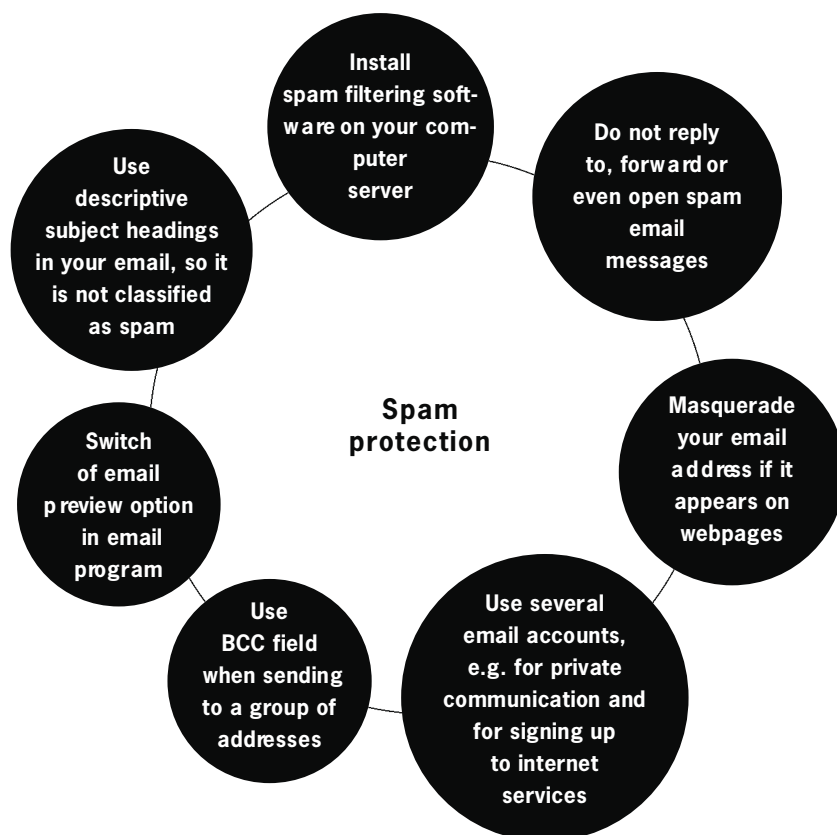 Install
spam filtering soft-
ware on your com-
puter
server
Do not reply
to, forward or
even open spam
email
messages
Masquerade
your email
address if it
appears on
webpages
Use several
email accounts,
e.g. for private
communication and
for signing up
to internet
services
Use
BCC field
when sending
to a group of
addresses
Switch
of email
preview option
in email
program
Use
descriptive
subject headings
in your email, so it
is not classified
as spam
Spam
protection